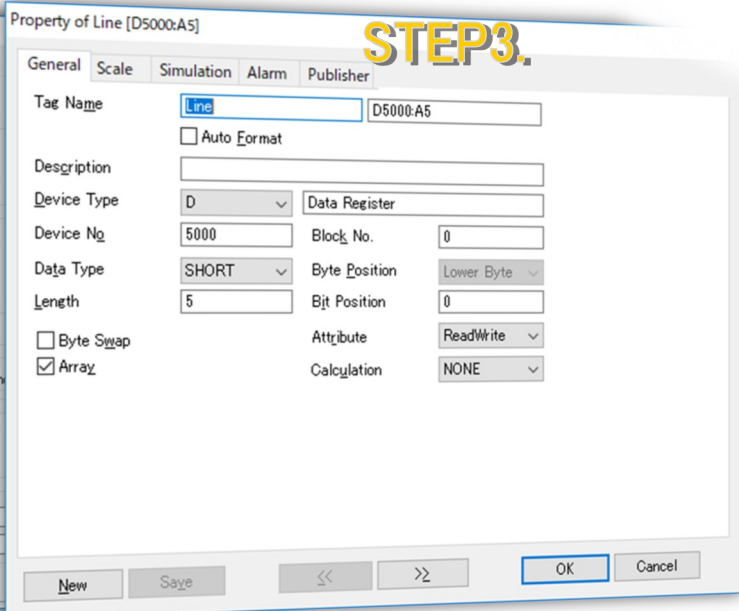 Property of Line [D5000:A5]
STEP3.
General Scale Simulation Alarm Publisher
Tag Name Line D5000:A5
Auto Format
Description
Device Type D Data Register
Device No 5000 Block No. 0
Data Type SHORT Byte Position Lower Byte
Length 5 Bit Position 0
Byte Swap Attribute ReadWrite
Array Calculation NONE
New Save << >> OK Cancel